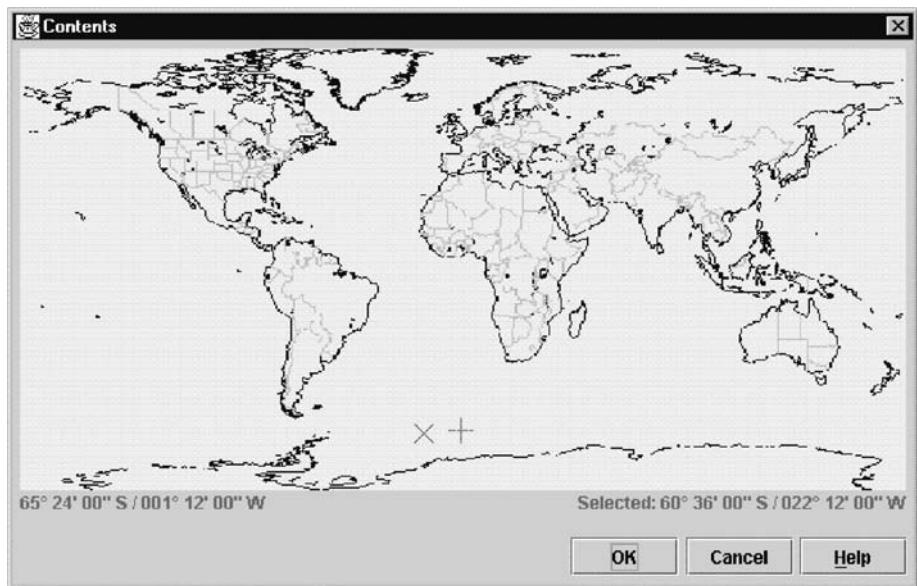 Contents
65° 24' 00" S / 001° 12' 00" W
Selected: 60° 36' 00" S / 022° 12' 00" W
OK
Cancel
Help